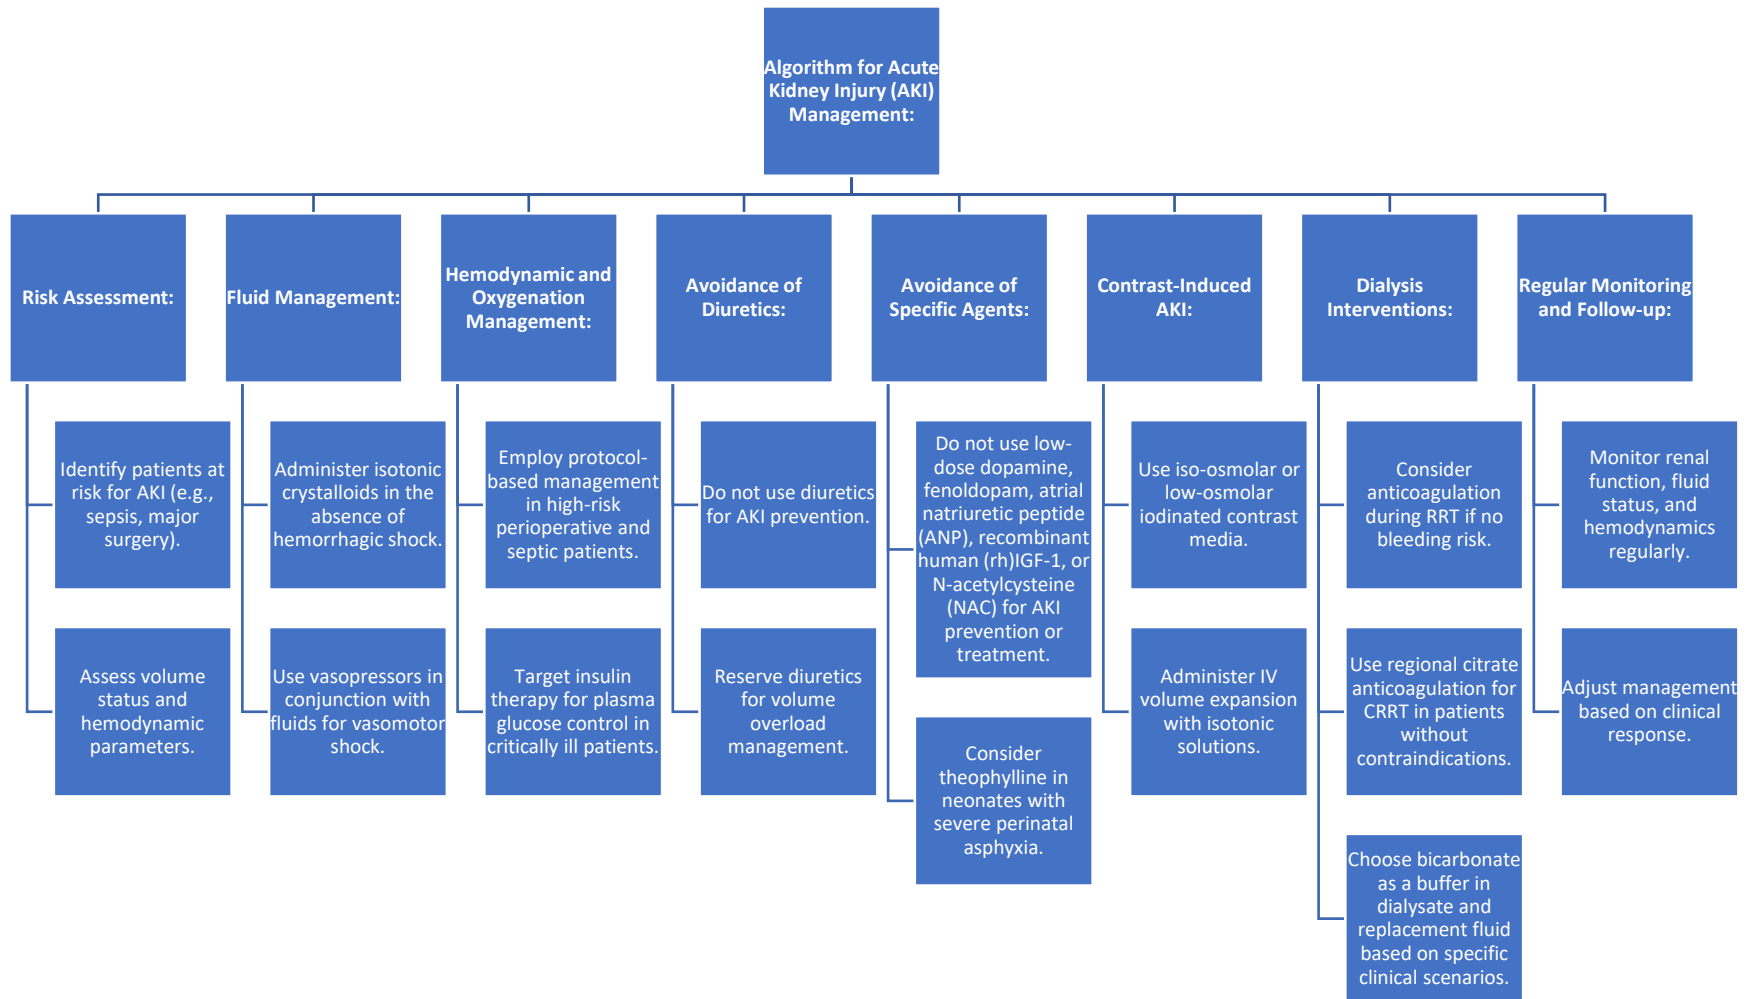 Algorithm for Acute
Kidney Injury (AKI)
Management:
Risk Assessment:
Identify patients at
risk for AKI (e.g.,
sepsis, major
surgery).
Assess volume
status and
hemodynamic
parameters.
Fluid Management:
Administer isotonic
crystalloids in the
absence of
hemorrhagic shock.
Use vasopressors in
conjunction with
fluids for vasomotor
shock.
Hemodynamic and
Oxygenation
Management:
Employ protocol-
based management
in high-risk
perioperative and
septic patients.
Target insulin
therapy for plasma
glucose control in
critically ill patients.
Avoidance of
Diuretics:
Do not use diuretics
for AKI prevention.
Reserve diuretics
for volume
overload
management.
Avoidance of
Specific Agents:
Do not use low-
dose dopamine,
fenoldopam, atrial
natriuretic peptide
(ANP), recombinant
human (rh)IGF-1, or
N-acetylcysteine
(NAC) for AKI
prevention or
treatment.
Consider
theophylline in
neonates with
severe perinatal
asphyxia.
Contrast-Induced
AKI:
Use iso-osmolar or
low-osmolar
iodinated contrast
media.
Administer IV
volume expansion
with isotonic
solutions.
Dialysis
Interventions:
Consider
anticoagulation
during RRT if no
bleeding risk.
Use regional citrate
anticoagulation for
CRRT in patients
without
contraindications.
Choose bicarbonate
as a buffer in
dialysate and
replacement fluid
based on specific
clinical scenarios.
Regular Monitoring
and Follow-up:
Monitor renal
function, fluid
status, and
hemodynamics
regularly.
Adjust management
based on clinical
response.